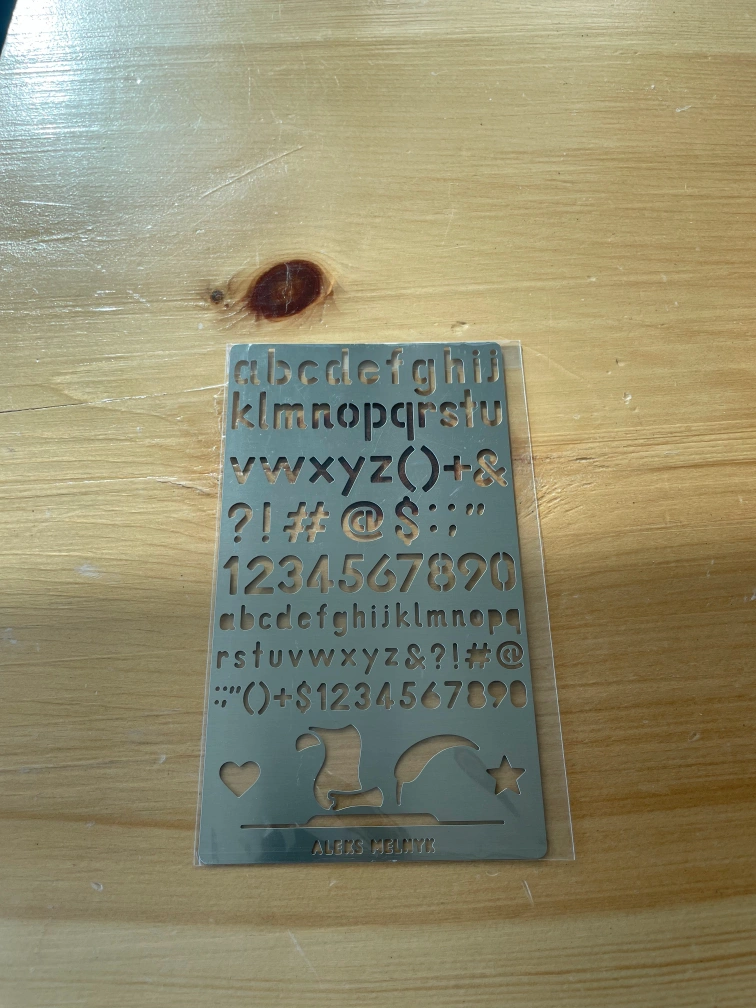 abcdefghij
klmnopqrstu
vwxyz()+&
?!#@$:;"
1234567890
abcdefghijklmnopq
rstuvwxyz&?!#@
:;"()+$1234567890
ALEKS MELNYK